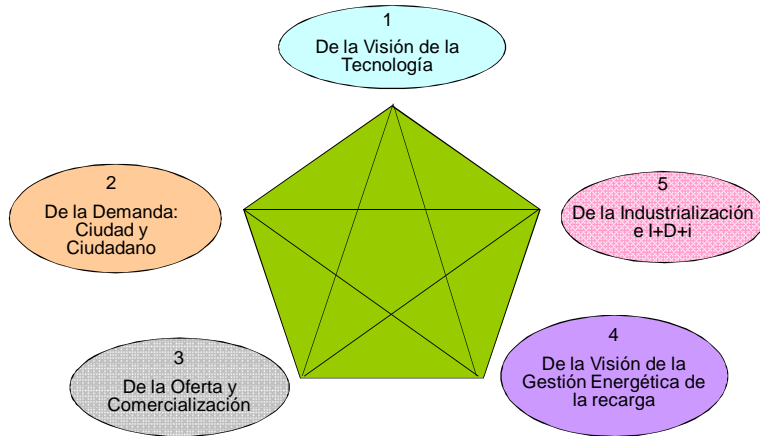 1
De la Visión de la
Tecnología
2
De la Demanda:
Ciudad y
Ciudadano
3
De la Oferta y
Comercialización
4
De la Visión de la
Gestión Energética de
la recarga
5
De la Industrialización
e I+D+i